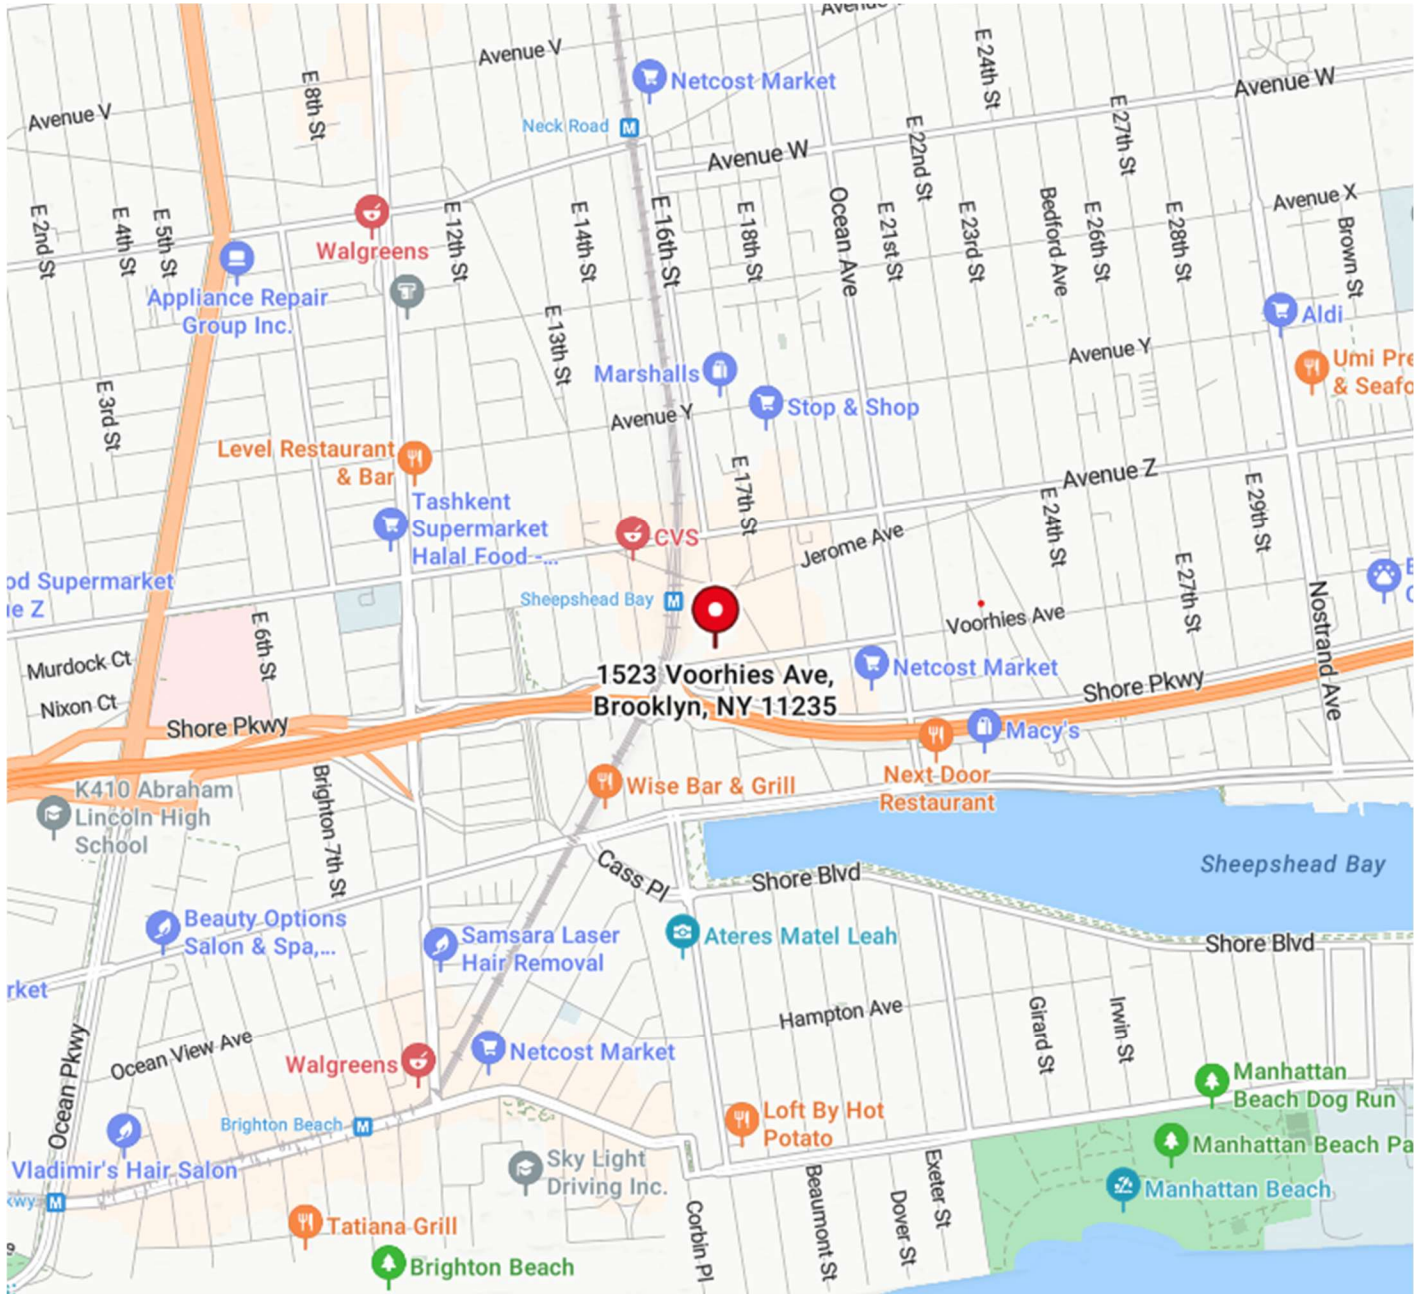 Avenue
Avenue V
Netcost Market
E 24th St
Avenue W
E 8th St
Avenue V
Neck Road
Avenue W
E 22nd St
E 27th St
E 2nd St
E 4th St
E 5th St
Walgreens
E 12th St
E 14th St
E 16th St
E 18th St
Ocean Ave
E 21st St
E 23rd St
Bedford Ave
E 26th St
E 28th St
Avenue X
Brown St
Appliance Repair
Group Inc.
E 13th St
Aldi
Avenue Y
Umi Pre
& Seafo
E 3rd St
Marshalls
Stop & Shop
Avenue Y
Level Restaurant
& Bar
E 17th St
Avenue Z
E 24th St
E 29th St
Tashkent
Supermarket
Halal Food -...
CVS
Jerome Ave
od Supermarket
ue Z
Sheepshead Bay
E 27th St
Nostrand Ave
E 6th St
Voorhies Ave
Murdock Ct
Nixon Ct
1523 Voorhies Ave,
Brooklyn, NY 11235
Netcost Market
Shore Pkwy
Shore Pkwy
Macy's
Next Door
Restaurant
K410 Abraham
Lincoln High
School
Brighton 7th St
Wise Bar & Grill
Cass Pl
Shore Blvd
Sheepshead Bay
Beauty Options
Salon & Spa,...
Samsara Laser
Hair Removal
Ateres Matel Leah
Shore Blvd
rket
Ocean View Ave
Ocean Pkwy
Hampton Ave
Girard St
Irwin St
Walgreens
Netcost Market
Manhattan
Beach Dog Run
Brighton Beach
Loft By Hot
Potato
Manhattan Beach Pa
Vladimir's Hair Salon
Sky Light
Driving Inc.
Manhattan Beach
kwy
Tatiana Grill
Corbin Pl
Beaumont St
Dover St
Exeter St
Brighton Beach